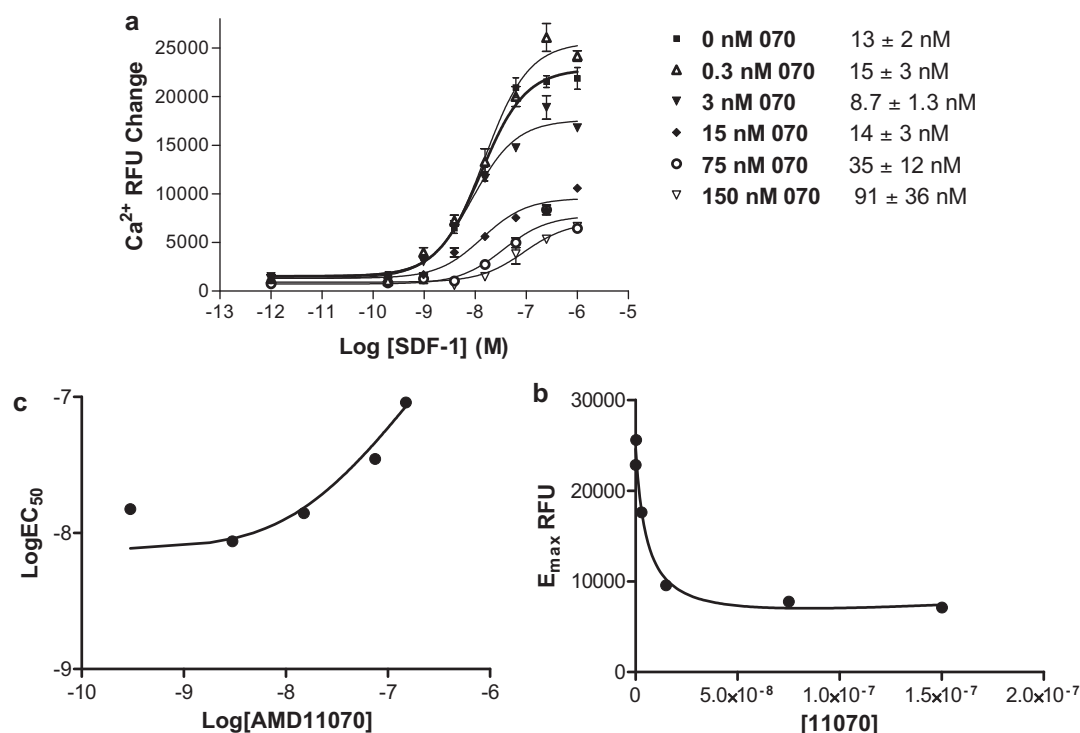 a
25000
20000
15000
10000
5000
0
Ca2+ RFU Change
-13 -12 -11 -10 -9 -8 -7 -6 -5
Log [SDF-1] (M)
0 nM 070 13 ± 2 nM
0.3 nM 070 15 ± 3 nM
3 nM 070 8.7 ± 1.3 nM
15 nM 070 14 ± 3 nM
75 nM 070 35 ± 12 nM
150 nM 070 91 ± 36 nM
c
-7
-8
-9
LogEC50
-10 -9 -8 -7 -6
Log[AMD11070]
b
30000
20000
10000
0
Emax RFU
0 5.0×10-8 1.0×10-7 1.5×10-7 2.0×10-7
[11070]